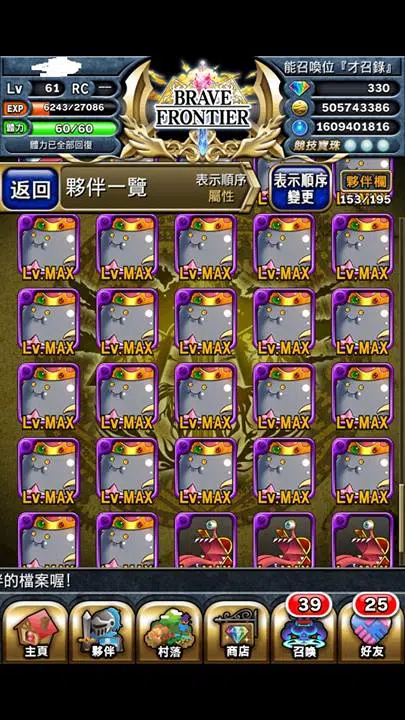 能召喚位『才召錄』
Lv 61 RC --
330
BRAVE
FRONTIER
EXP 6243/27086
505743386
體力 60/60
1609401816
體力已全部回復
競技寶珠
返回
夥伴一覽
表示順序
屬性
表示順序
變更
夥伴欄
153/195
Lv.MAX Lv.MAX Lv.MAX Lv.MAX Lv.MAX
Lv.MAX Lv.MAX Lv.MAX Lv.MAX Lv.MAX
Lv.MAX Lv.MAX Lv.MAX Lv.MAX Lv.MAX
Lv.MAX Lv.MAX Lv.MAX Lv.MAX Lv.MAX
的檔案喔!
39 25
主頁 夥伴 村落 商店 召喚 好友